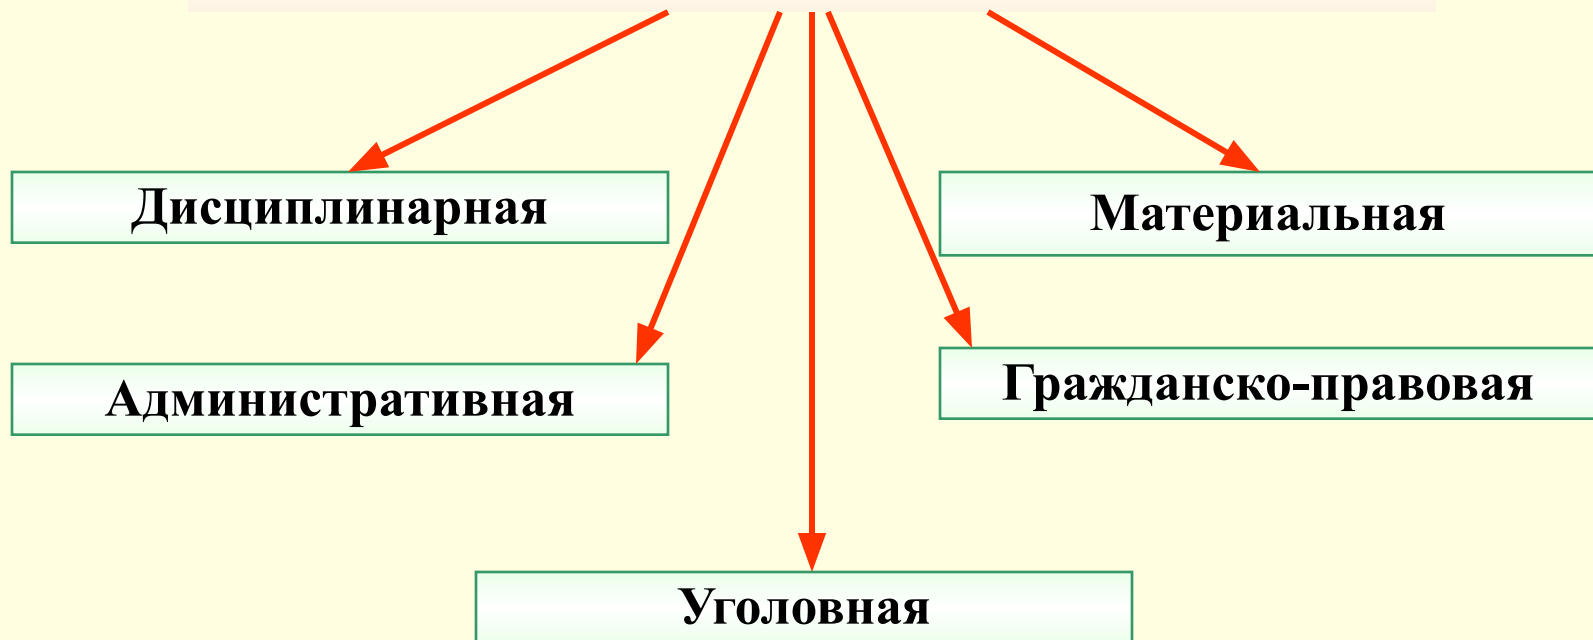 Дисциплинарная
Материальная
Административная
Гражданско-правовая
Уголовная